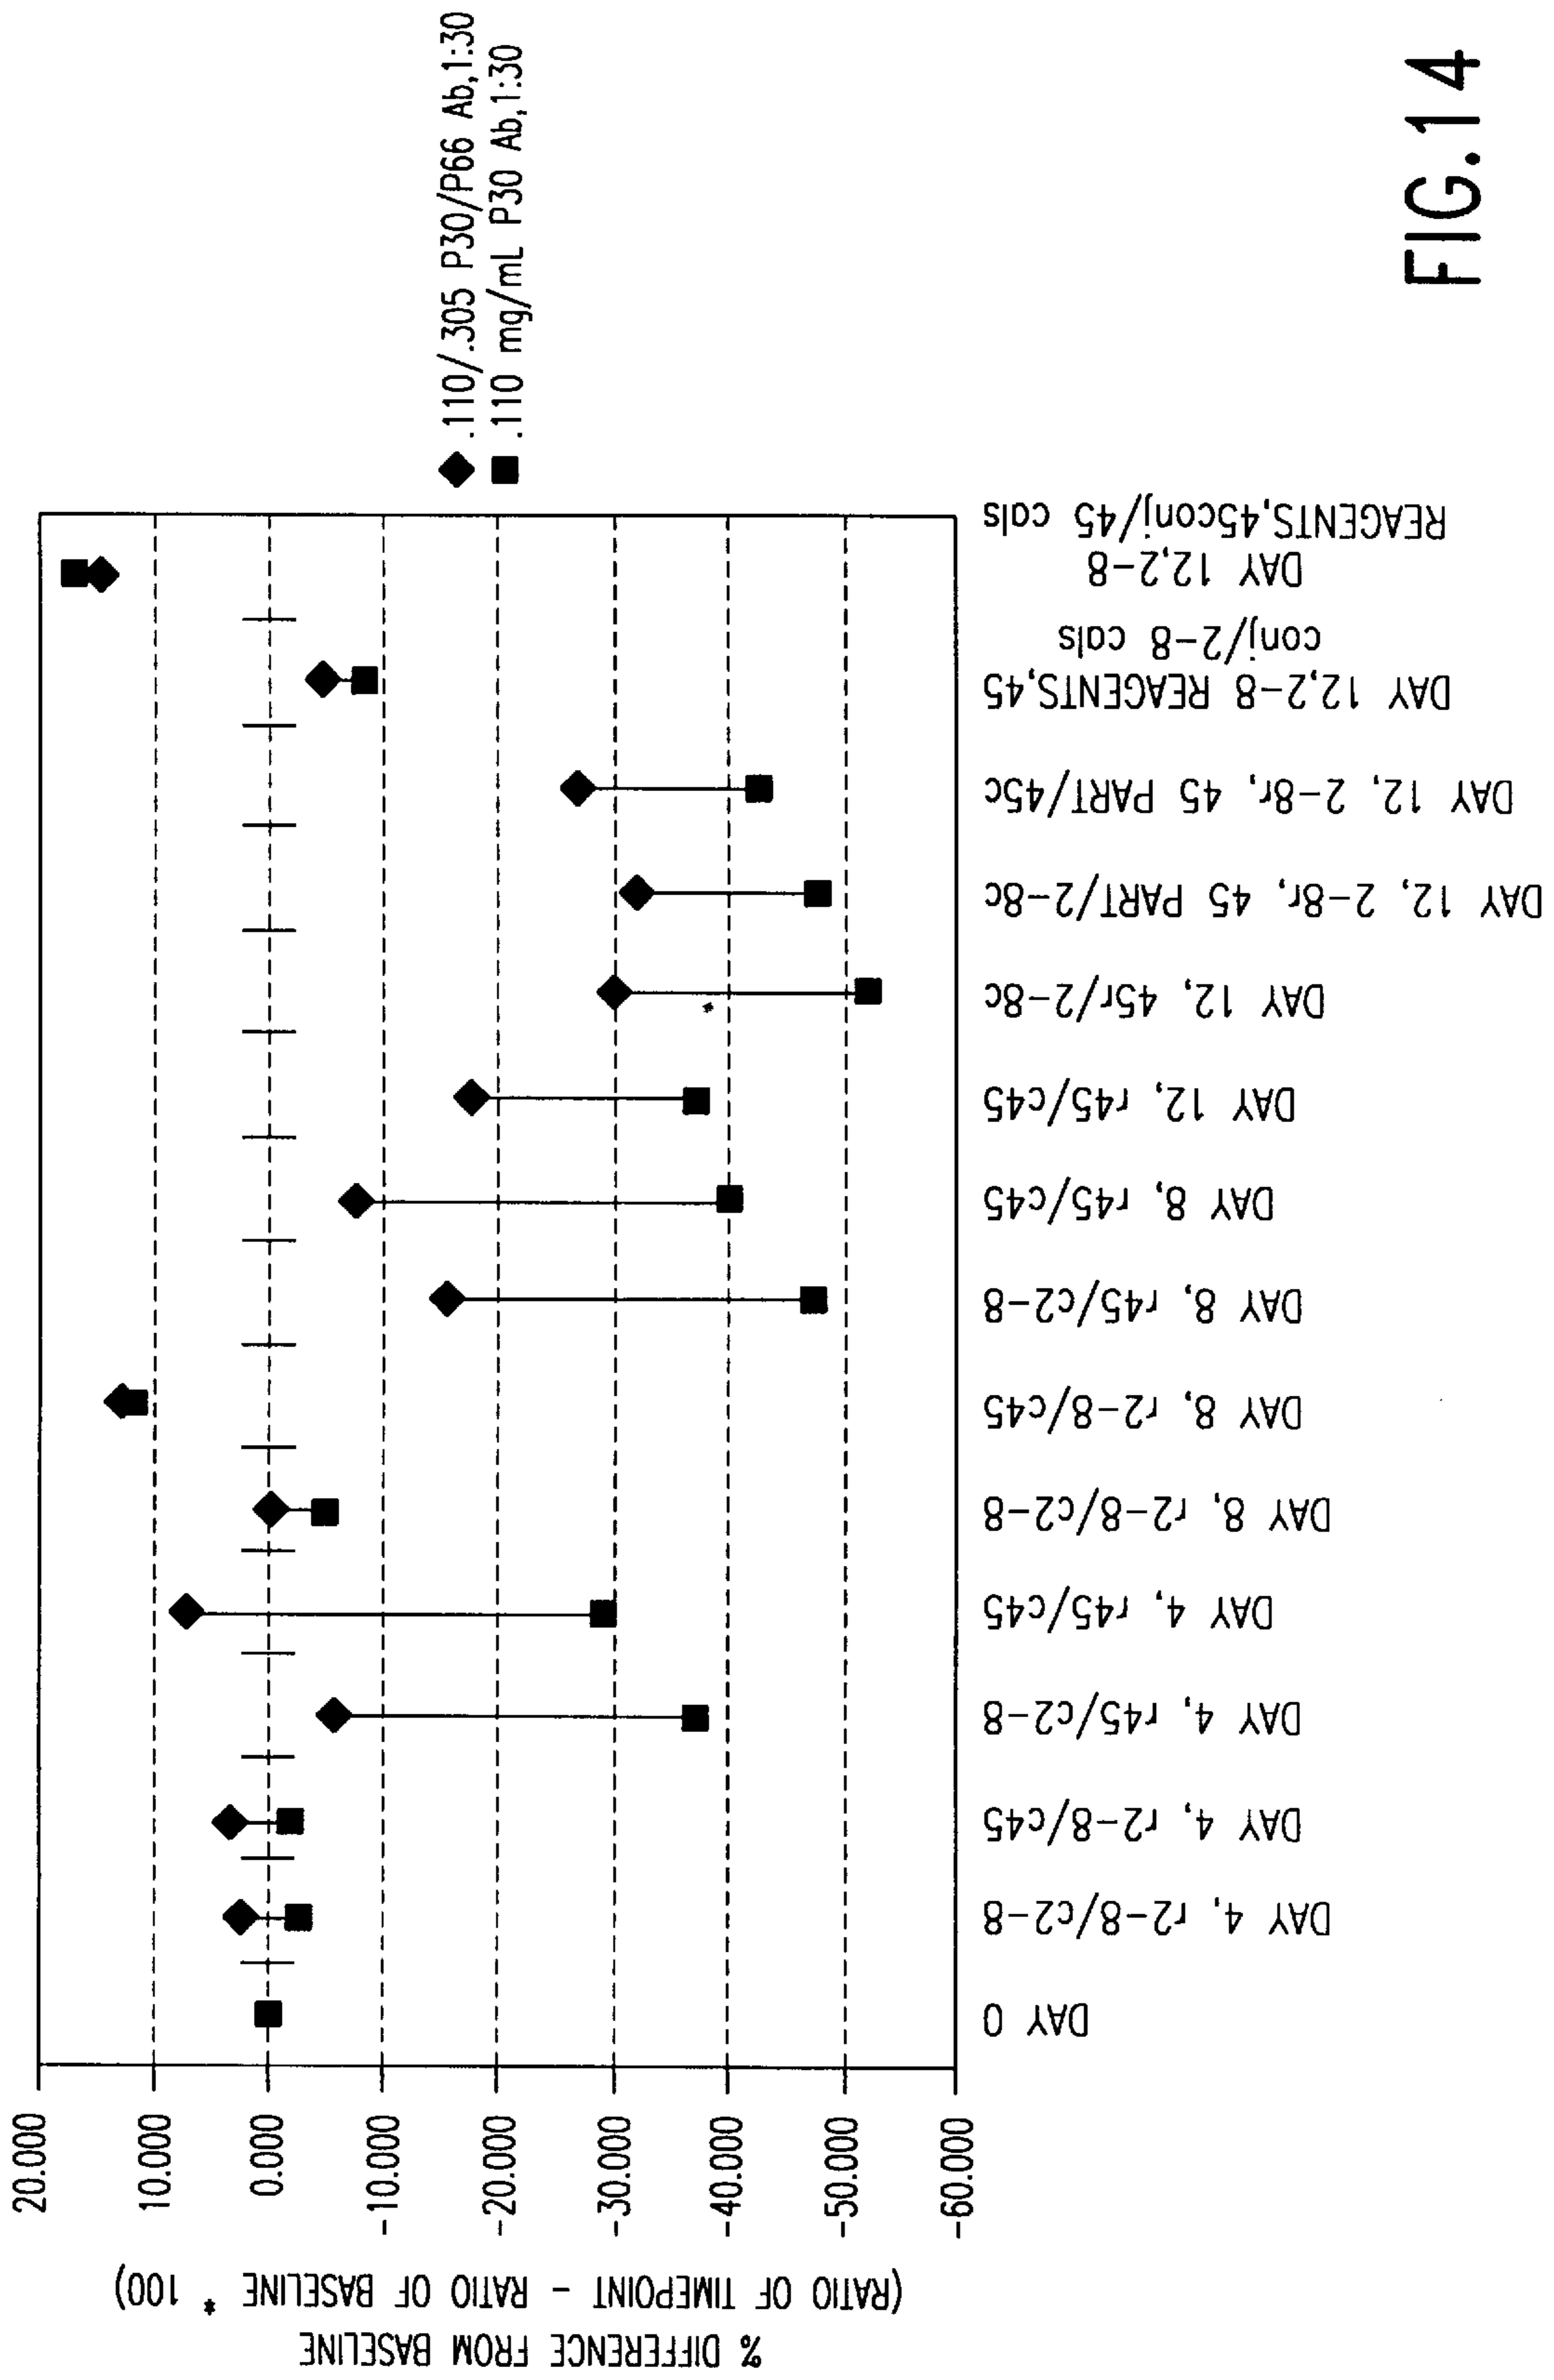 % DIFFERENCE FROM BASELINE
(RATIO OF TIMEPOINT - RATIO OF BASELINE * 100)
20.000
10.000
0.000
-10.000
-20.000
-30.000
-40.000
-50.000
-60.000
DAY 0
DAY 4, r2-8/c2-8
DAY 4, r2-8/c45
DAY 4, r45/c2-8
DAY 4, r45/c45
DAY 8, r2-8/c2-8
DAY 8, r2-8/c45
DAY 8, r45/c2-8
DAY 8, r45/c45
DAY 12, r45/c45
DAY 12, 45r/2-8c
DAY 12, 2-8r, 45 PART/2-8c
DAY 12, 2-8r, 45 PART/45c
DAY 12,2-8 REAGENTS,45
conj/2-8 cals
DAY 12,2-8
REAGENTS,45conj/45 cals
.110/.305 P30/P66 Ab,1:30
.110 mg/mL P30 Ab,1:30
FIG.14